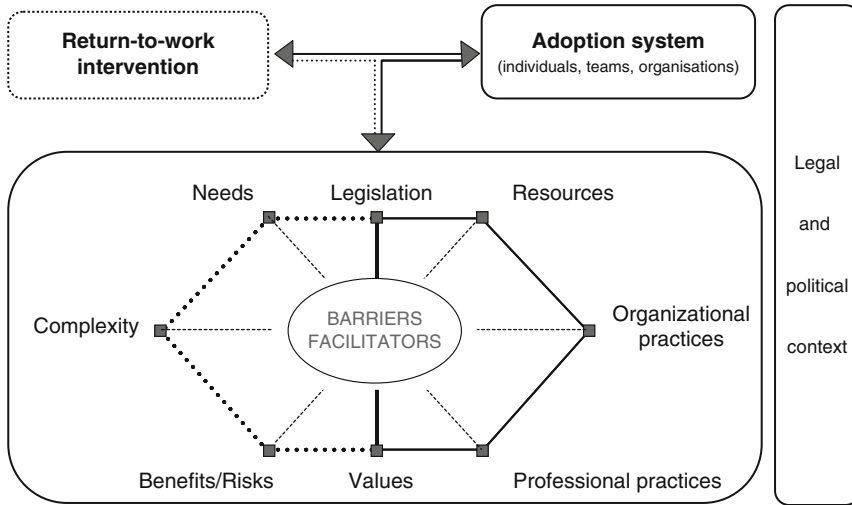 Return-to-work
intervention
Adoption system
(individuals, teams, organisations)
Needs
Legislation
Resources
Complexity
BARRIERS
FACILITATORS
Organizational
practices
Benefits/Risks
Values
Professional practices
Legal
and
political
context